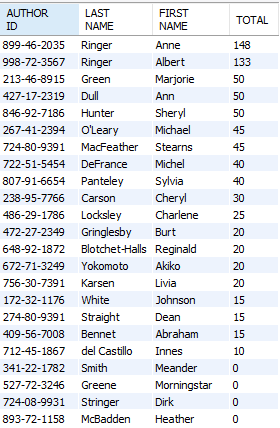 AUTHOR ID LAST NAME FIRST NAME TOTAL
899-46-2035 Ringer Anne 148
998-72-3567 Ringer Albert 133
213-46-8915 Green Marjorie 50
427-17-2319 Dull Ann 50
846-92-7186 Hunter Sheryl 50
267-41-2394 O'Leary Michael 45
724-80-9391 MacFeather Stearns 45
722-51-5454 DeFrance Michel 40
807-91-6654 Panteley Sylvia 40
238-95-7766 Carson Cheryl 30
486-29-1786 Locksley Charlene 25
472-27-2349 Gringlesby Burt 20
648-92-1872 Blotchet-Halls Reginald 20
672-71-3249 Yokomoto Akiko 20
756-30-7391 Karsen Livia 20
172-32-1176 White Johnson 15
274-80-9391 Straight Dean 15
409-56-7008 Bennet Abraham 15
712-45-1867 del Castillo Innes 10
341-22-1782 Smith Meander 0
527-72-3246 Greene Morningstar 0
724-08-9931 Stringer Dirk 0
893-72-1158 McBadden Heather 0